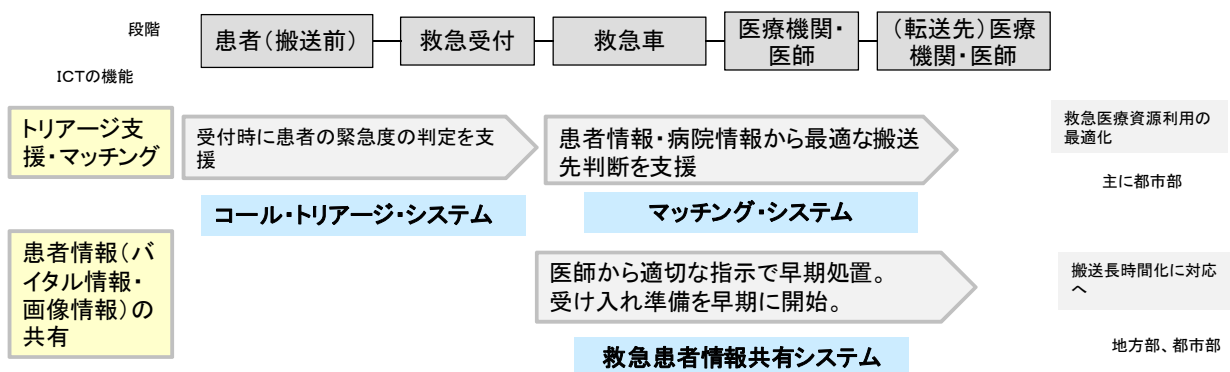 段階
患者(搬送前)
救急受付
救急車
医療機関・
医師
(転送先)医療
機関・医師
ICTの機能
トリアージ支
援・マッチング
受付時に患者の緊急度の判定を支
援
患者情報・病院情報から最適な搬送
先判断を支援
救急医療資源利用の
最適化
主に都市部
コール・トリアージ・システム
マッチング・システム
患者情報(バ
イタル情報・
画像情報)の
共有
医師から適切な指示で早期処置。
受け入れ準備を早期に開始。
搬送長時間化に対応
へ
地方部、都市部
救急患者情報共有システム